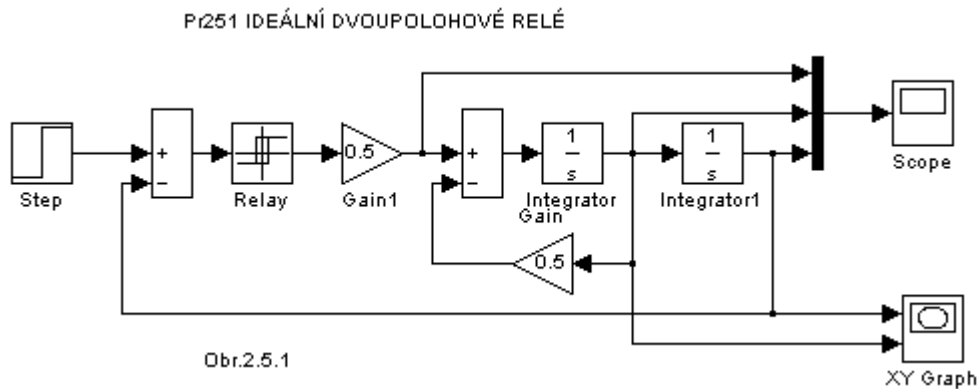 Pr251 IDEÁLNÍ DVOUPOLOHOVÉ RELÉ
Step
+
−
Relay
0.5
Gain1
+
−
1
s
Integrator
Gain
0.5
1
s
Integrator1
Scope
XY Graph
Obr.2.5.1